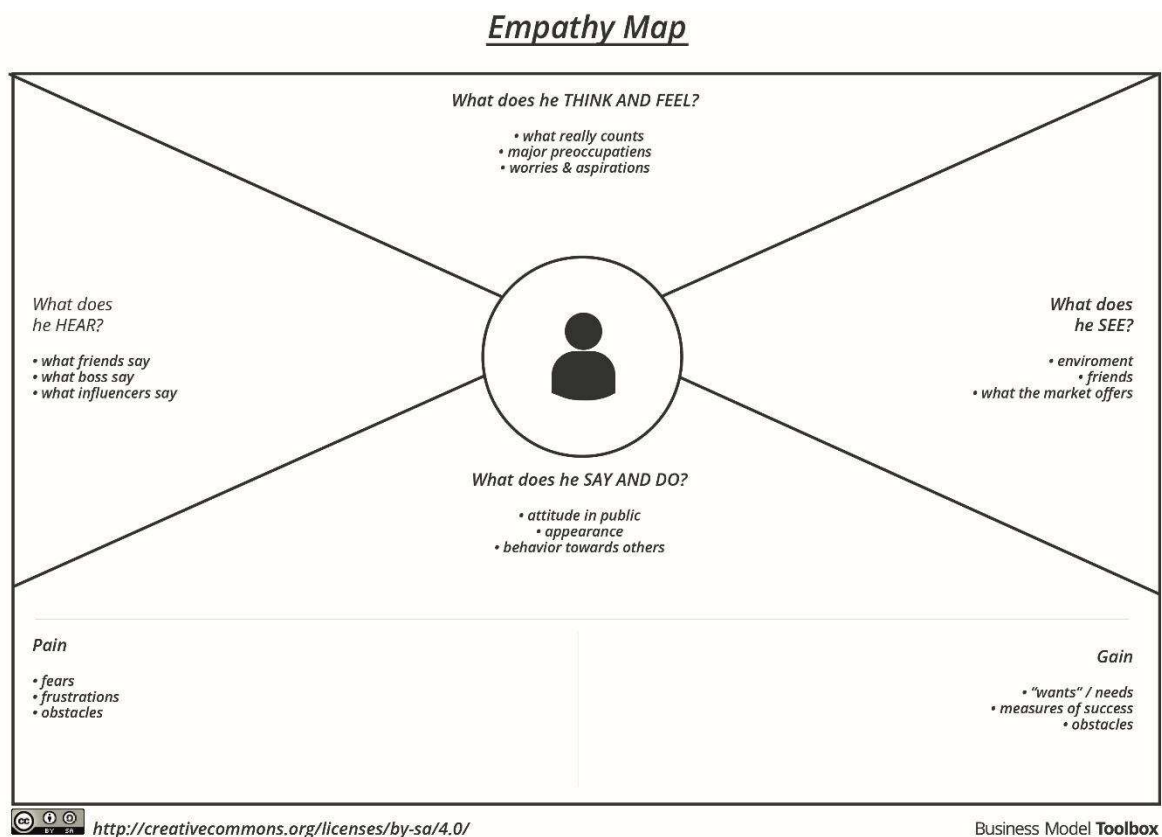 Empathy Map
What does he THINK AND FEEL?
• what really counts
• major preoccupatiens
• worries & aspirations
What does
he HEAR?
• what friends say
• what boss say
• what influencers say
What does
he SEE?
• enviroment
• friends
• what the market offers
What does he SAY AND DO?
• attitude in public
• appearance
• behavior towards others
Pain
• fears
• frustrations
• obstacles
Gain
• “wants” / needs
• measures of success
• obstacles
cc BY SA
http://creativecommons.org/licenses/by-sa/4.0/
Business Model Toolbox